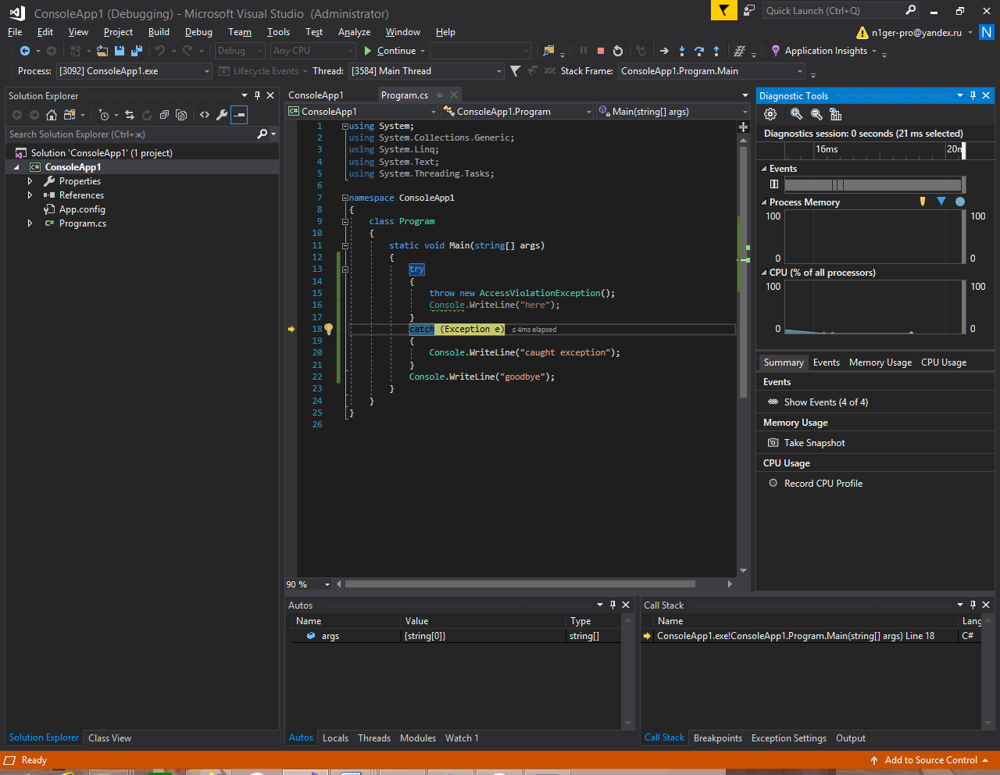 ConsoleApp1 (Debugging) - Microsoft Visual Studio (Administrator)
Quick Launch (Ctrl+Q)
File Edit View Project Build Debug Team Tools Test Analyze Window Help
n1ger-pro@yandex.ru N
Debug Any CPU Continue Application Insights
Process: [3092] ConsoleApp1.exe Lifecycle Events Thread: [3584] Main Thread Stack Frame: ConsoleApp1.Program.Main
Solution Explorer
Search Solution Explorer (Ctrl+ж)
Solution 'ConsoleApp1' (1 project)
C# ConsoleApp1
Properties
References
App.config
C# Program.cs
Solution Explorer Class View
ConsoleApp1 Program.cs
C# ConsoleApp1 ConsoleApp1.Program Main(string[] args)
1 using System;
2 using System.Collections.Generic;
3 using System.Linq;
4 using System.Text;
5 using System.Threading.Tasks;
6
7 namespace ConsoleApp1
8 {
9 class Program
10 {
11 static void Main(string[] args)
12 {
13 try
14 {
15 throw new AccessViolationException();
16 Console.WriteLine("here");
17 }
18 catch (Exception e) ≤ 4ms elapsed
19 {
20 Console.WriteLine("caught exception");
21 }
22 Console.WriteLine("goodbye");
23 }
24 }
25 }
26
90 %
Diagnostic Tools
Diagnostics session: 0 seconds (21 ms selected)
16ms 20m
Events
Process Memory
100 100
0 0
CPU (% of all processors)
100 100
0 0
Summary Events Memory Usage CPU Usage
Events
Show Events (4 of 4)
Memory Usage
Take Snapshot
CPU Usage
Record CPU Profile
Autos
Name Value Type
args {string[0]} string[]
Autos Locals Threads Modules Watch 1
Call Stack
Name Lang
ConsoleApp1.exe!ConsoleApp1.Program.Main(string[] args) Line 18 C#
Call Stack Breakpoints Exception Settings Output
Ready Add to Source Control